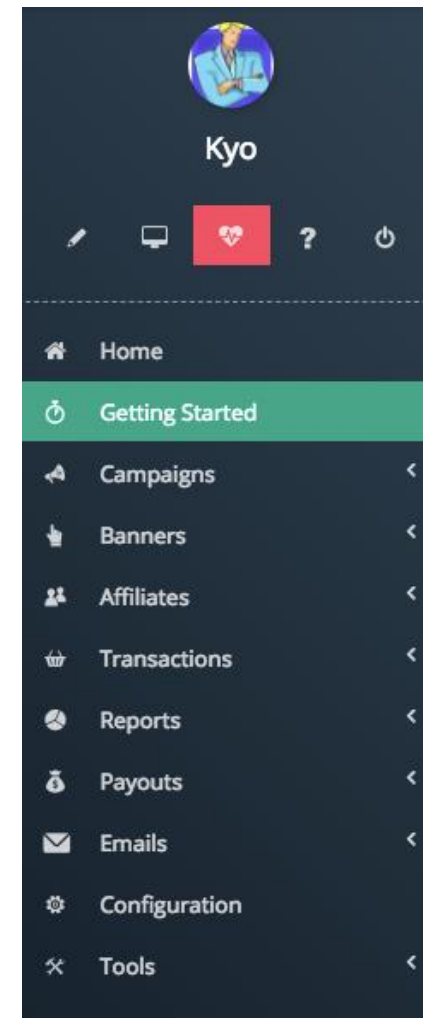 Kyo
?
Home
Getting Started
Campaigns
Banners
Affiliates
Transactions
Reports
Payouts
Emails
Configuration
Tools